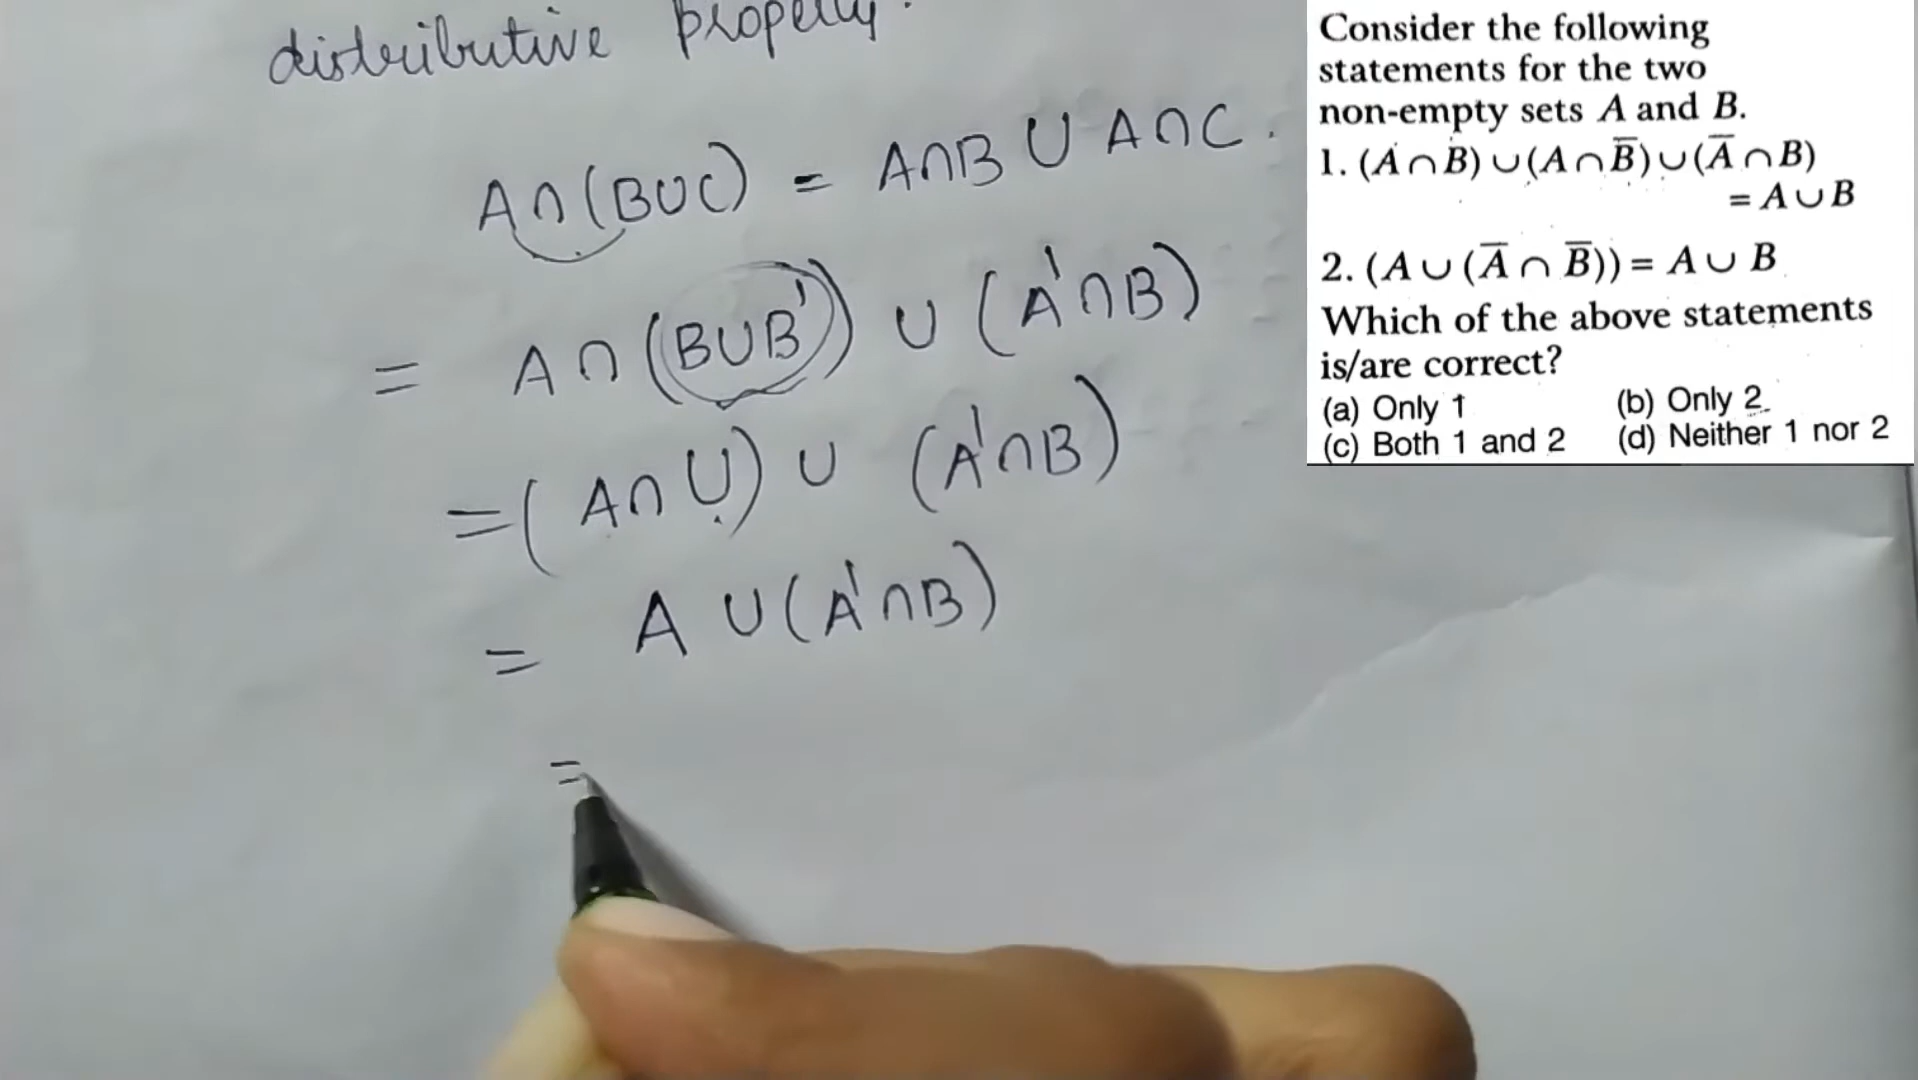 distributive property.
A∩(B∪C) = A∩B ∪ A∩C.
= A∩(B∪B') ∪ (A'∩B)
=(A∩U) ∪ (A'∩B)
= A ∪(A'∩B)
=
Consider the following
statements for the two
non-empty sets A and B.
1. (A ∩ B) ∪ (A ∩ B̅) ∪ (A̅ ∩ B)
= A ∪ B
2. (A ∪ (A̅ ∩ B̅)) = A ∪ B
Which of the above statements
is/are correct?
(a) Only 1 (b) Only 2
(c) Both 1 and 2 (d) Neither 1 nor 2